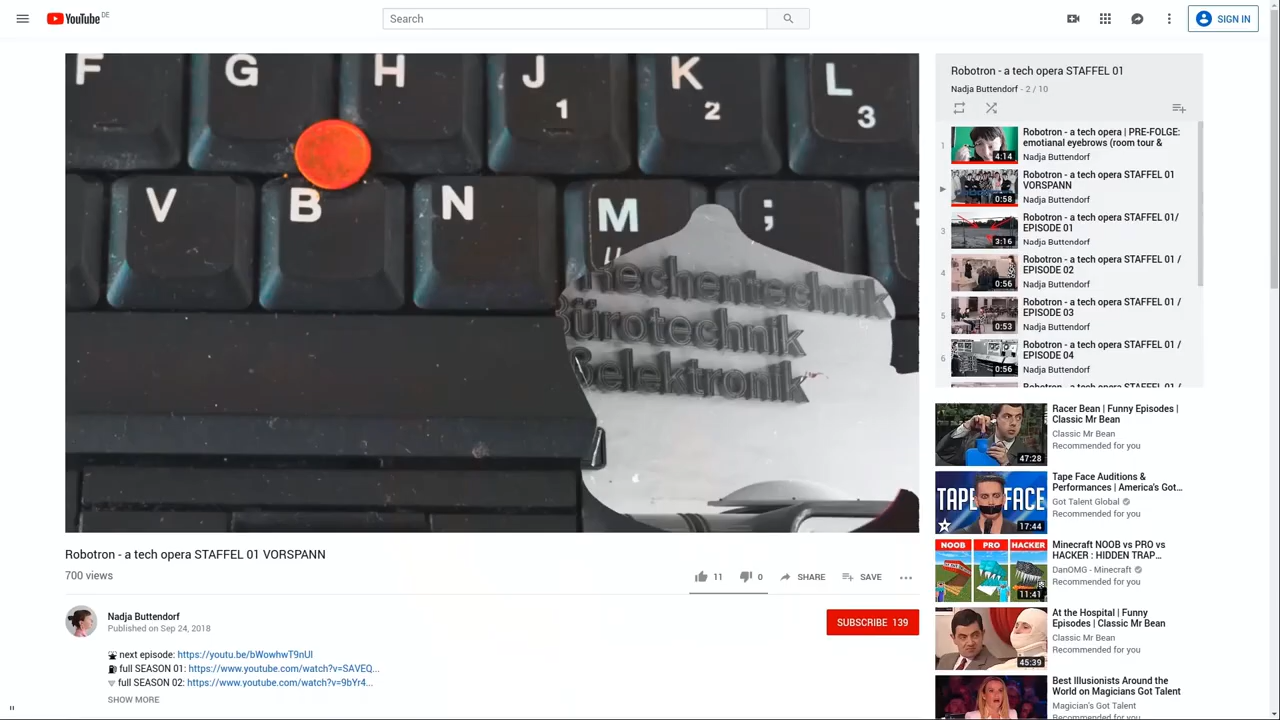 YouTube DE
Search
SIGN IN
F G H J K L
1 2 3
V B N M ;
Rechentechnik
Bürotechnik
Robotron - a tech opera STAFFEL 01 VORSPANN
700 views
11
0
SHARE
SAVE
Nadja Buttendorf
Published on Sep 24, 2018
SUBSCRIBE 139
next episode: https://youtu.be/bWowhwT9nUI
full SEASON 01: https://www.youtube.com/watch?v=SAVEQ...
full SEASON 02: https://www.youtube.com/watch?v=9bYr4...
SHOW MORE
Robotron - a tech opera STAFFEL 01
Nadja Buttendorf - 2 / 10
1
Robotron - a tech opera | PRE-FOLGE:
emotianal eyebrows (room tour &
Nadja Buttendorf
4:14
Robotron - a tech opera STAFFEL 01
VORSPANN
Nadja Buttendorf
0:58
3
Robotron - a tech opera STAFFEL 01/
EPISODE 01
Nadja Buttendorf
3:16
4
Robotron - a tech opera STAFFEL 01 /
EPISODE 02
Nadja Buttendorf
0:56
5
Robotron - a tech opera STAFFEL 01 /
EPISODE 03
Nadja Buttendorf
0:53
6
Robotron - a tech opera STAFFEL 01 /
EPISODE 04
Nadja Buttendorf
0:56
Robotron - a tech opera STAFFEL 01 /
Racer Bean | Funny Episodes |
Classic Mr Bean
Classic Mr Bean
Recommended for you
47:28
TAPE FACE
Tape Face Auditions &
Performances | America's Got...
Got Talent Global
Recommended for you
17:44
NOOB PRO HACKER
Minecraft NOOB vs PRO vs
HACKER : HIDDEN TRAP...
DanOMG - Minecraft
Recommended for you
11:41
At the Hospital | Funny
Episodes | Classic Mr Bean
Classic Mr Bean
Recommended for you
45:39
Best Illusionists Around the
World on Magicians Got Talent
Magician's Got Talent
Recommended for you